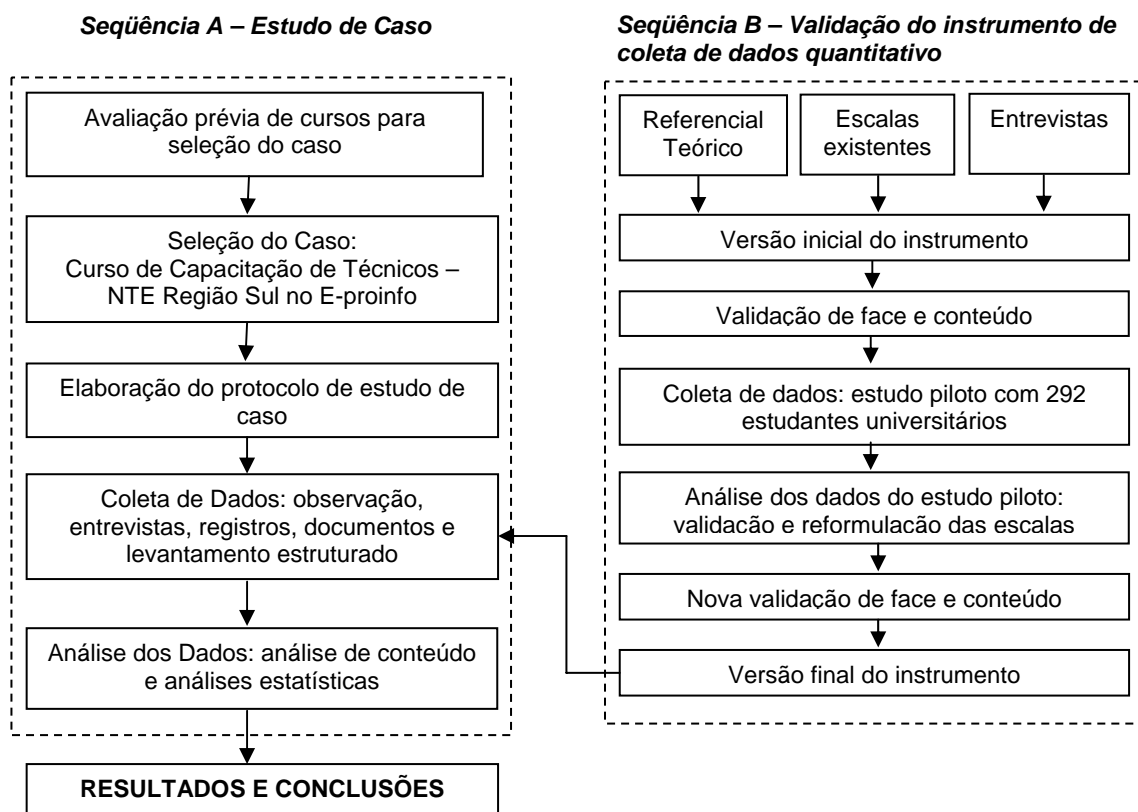 Seqüência A – Estudo de Caso
Avaliação prévia de cursos para
seleção do caso
Seleção do Caso:
Curso de Capacitação de Técnicos –
NTE Região Sul no E-proinfo
Elaboração do protocolo de estudo de
caso
Coleta de Dados: observação,
entrevistas, registros, documentos e
levantamento estruturado
Análise dos Dados: análise de conteúdo
e análises estatísticas
RESULTADOS E CONCLUSÕES
Seqüência B – Validação do instrumento de
coleta de dados quantitativo
Referencial
Teórico
Escalas
existentes
Entrevistas
Versão inicial do instrumento
Validação de face e conteúdo
Coleta de dados: estudo piloto com 292
estudantes universitários
Análise dos dados do estudo piloto:
validacão e reformulacão das escalas
Nova validação de face e conteúdo
Versão final do instrumento